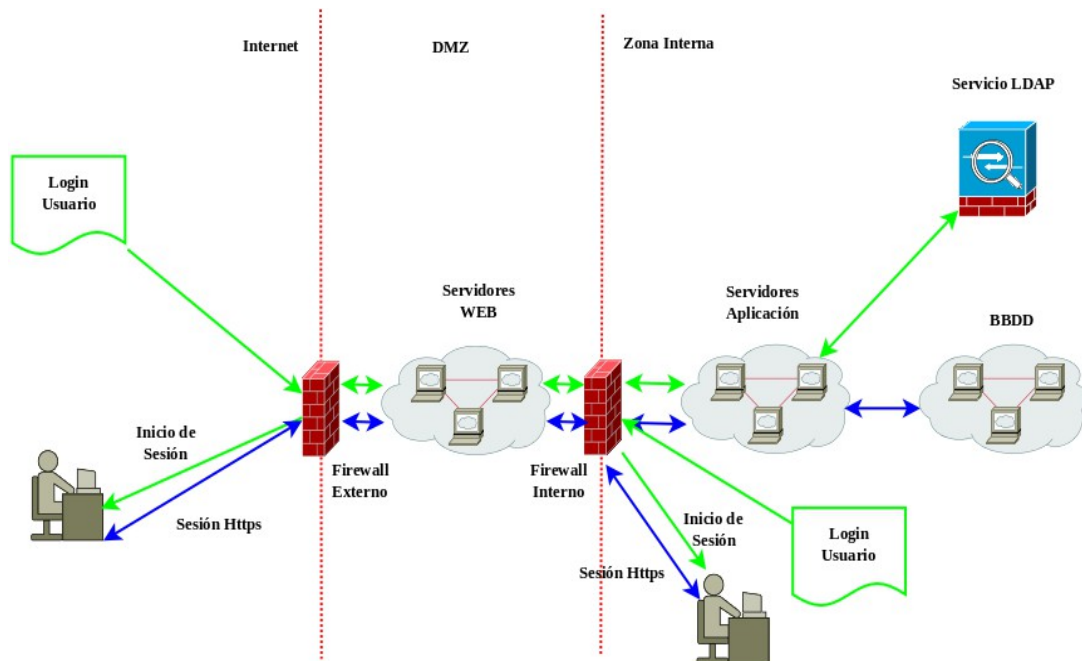 Internet
DMZ
Zona Interna
Servicio LDAP
Login
Usuario
Servidores
WEB
Servidores
Aplicación
BBDD
Inicio de
Sesión
Firewall
Externo
Firewall
Interno
Sesión Https
Inicio de
Sesión
Login
Usuario
Sesión Https